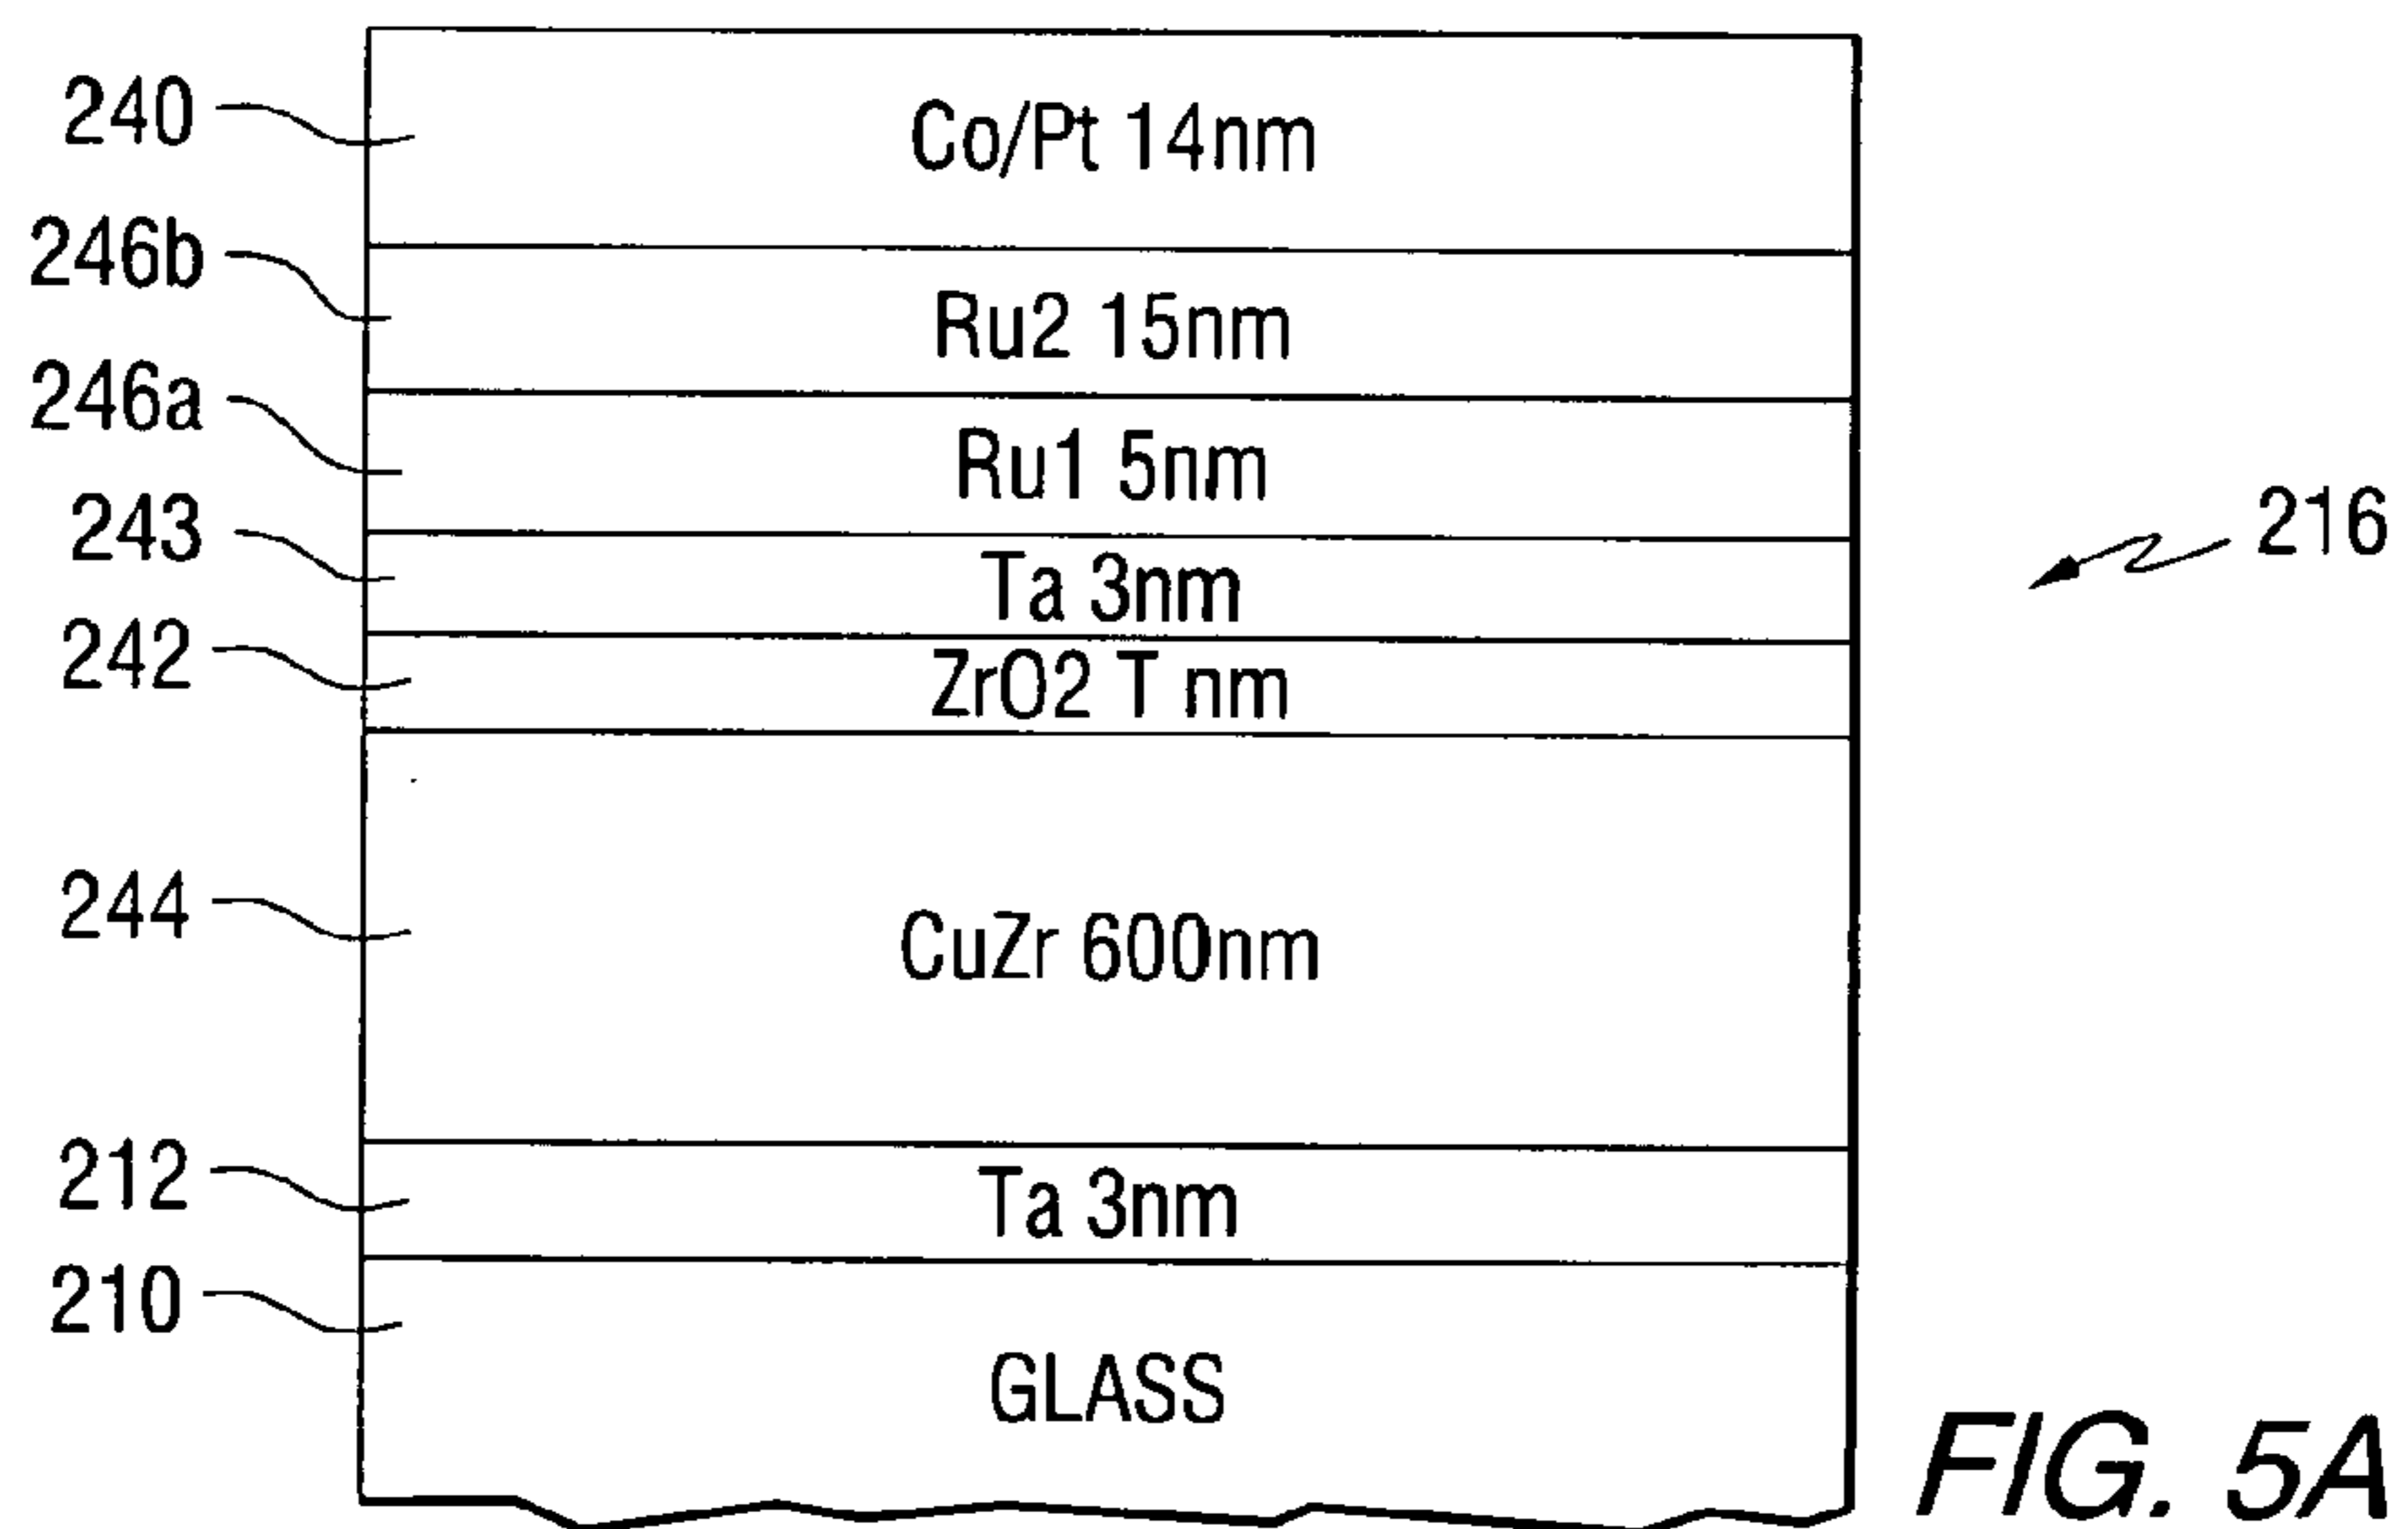 240
Co/Pt 14nm
246b
Ru2 15nm
246a
Ru1 5nm
243
Ta 3nm
216
242
ZrO2 T nm
244
CuZr 600nm
212
Ta 3nm
210
GLASS
FIG. 5A